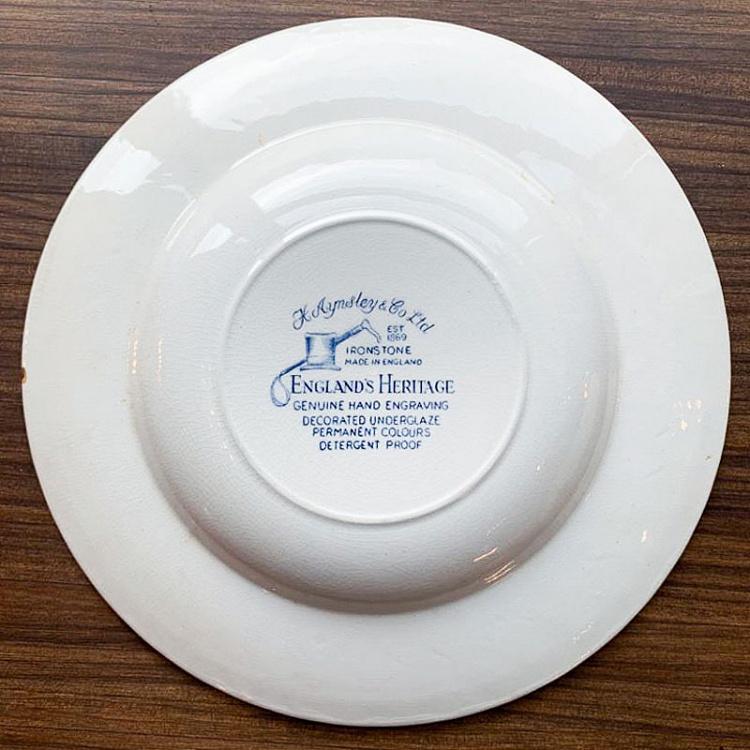 H. Aynsley & Co Ltd
EST
1869
IRONSTONE
MADE IN ENGLAND
ENGLAND'S HERITAGE
GENUINE HAND ENGRAVING
DECORATED UNDERGLAZE
PERMANENT COLOURS
DETERGENT PROOF